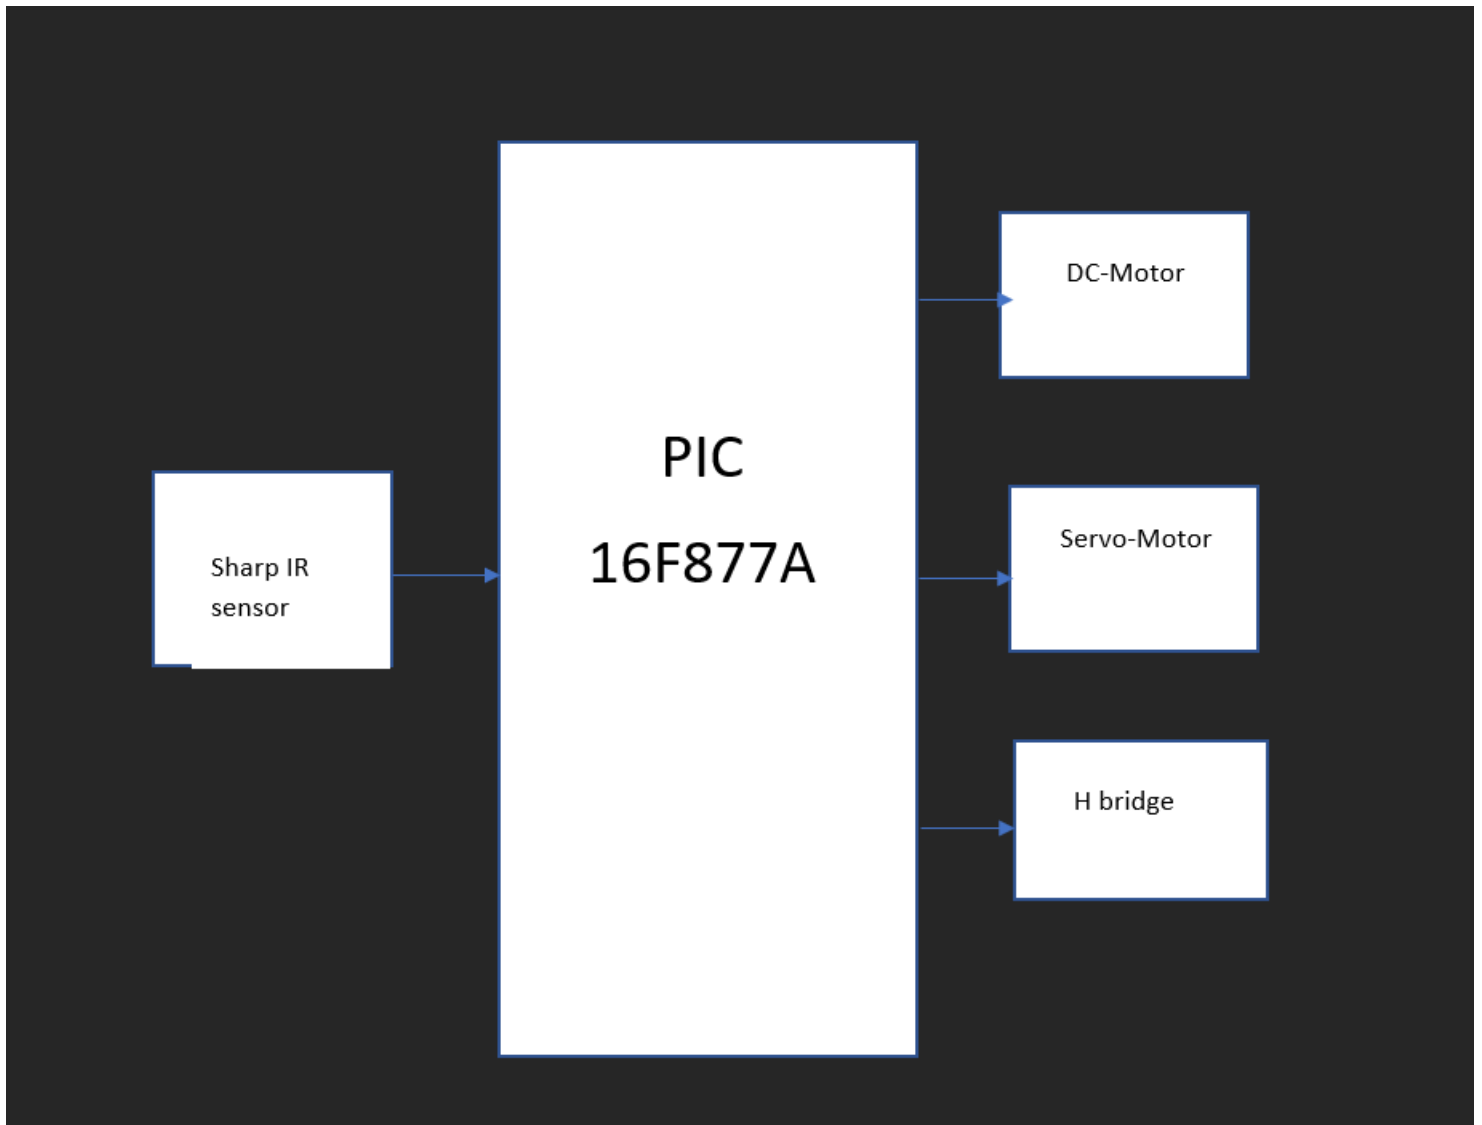 DC-Motor
PIC
16F877A
Servo-Motor
Sharp IR
sensor
H bridge